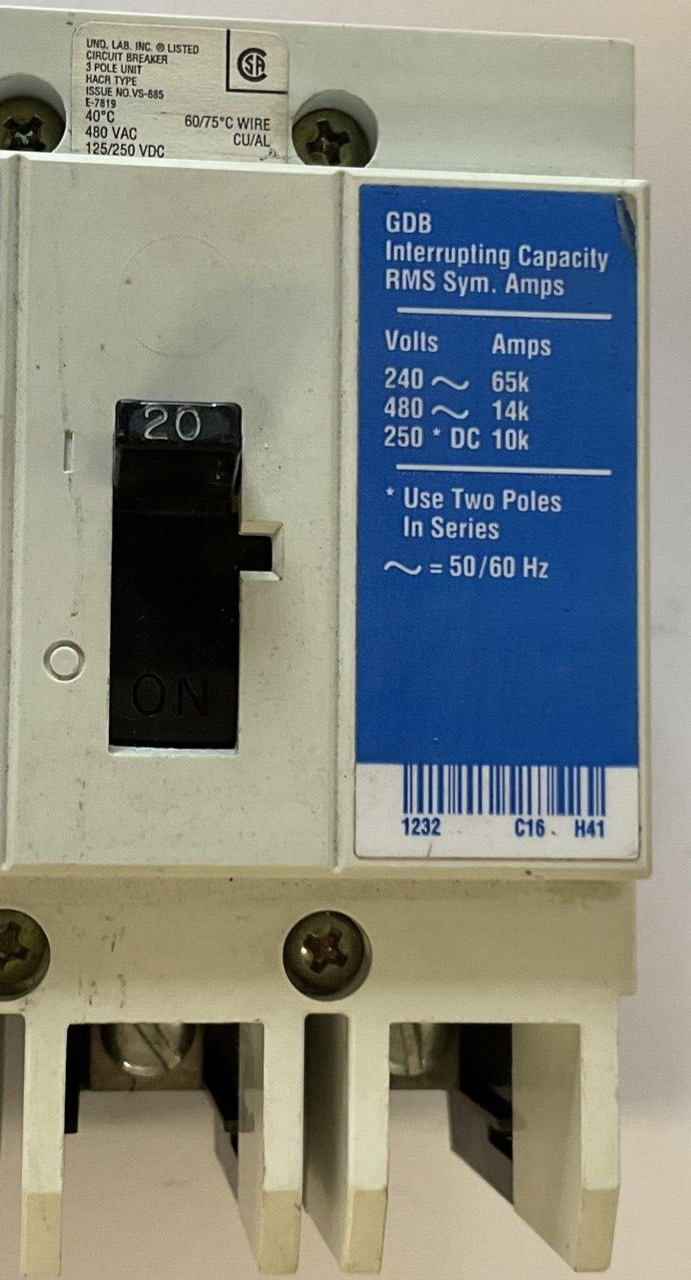 UND. LAB. INC. ® LISTED
CIRCUIT BREAKER
3 POLE UNIT
HACR TYPE
ISSUE NO.VS-885
E-7819
40°C
480 VAC
125/250 VDC
60/75°C WIRE
CU/AL
GDB
Interrupting Capacity
RMS Sym. Amps
Volts Amps
240 ~ 65k
480 ~ 14k
250 * DC 10k
* Use Two Poles
In Series
~ = 50/60 Hz
20
ON
1232 C16 H41